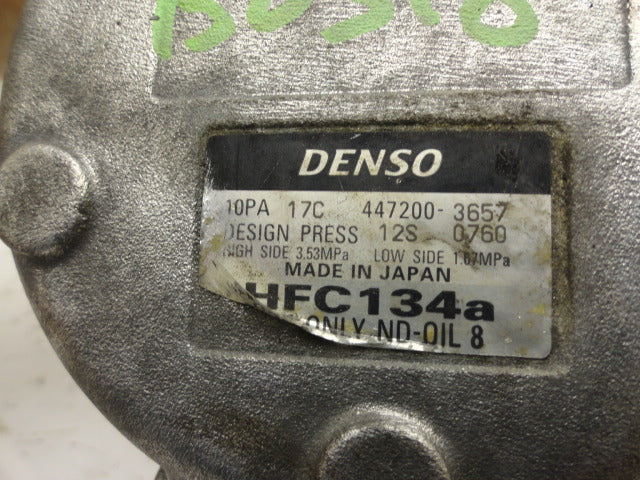 DENSO
10PA 17C 447200-3657
DESIGN PRESS 12S 0760
HIGH SIDE 3.53MPa LOW SIDE 1.67MPa
MADE IN JAPAN
HFC134a
ONLY ND-OIL 8